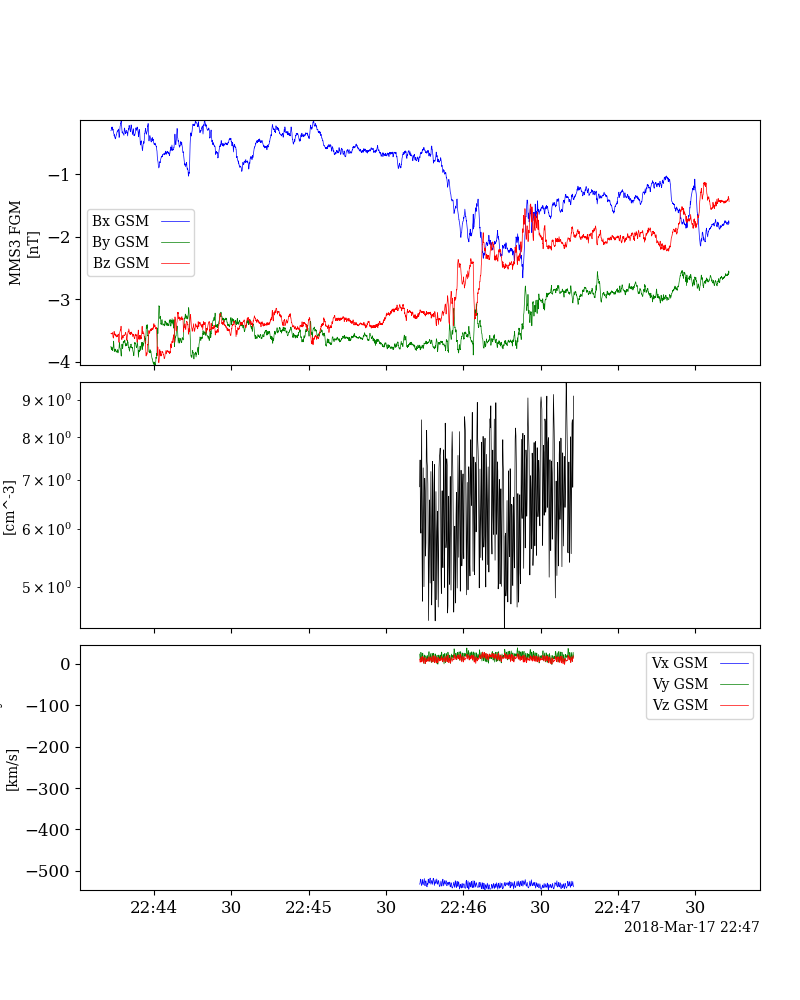 MMS3 FGM
[nT]
−1
−2
−3
−4
Bx GSM
By GSM
Bz GSM
[cm^-3]
9 × 10⁰
8 × 10⁰
7 × 10⁰
6 × 10⁰
5 × 10⁰
[km/s]
0
−100
−200
−300
−400
−500
Vx GSM
Vy GSM
Vz GSM
22:44 30 22:45 30 22:46 30 22:47 30
2018-Mar-17 22:47